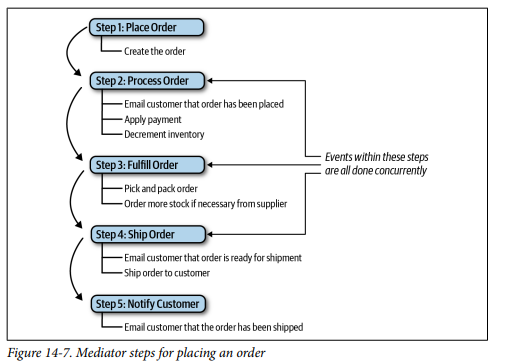 Step 1: Place Order
Create the order
Step 2: Process Order
Email customer that order has been placed
Apply payment
Decrement inventory
Events within these steps
are all done concurrently
Step 3: Fulfill Order
Pick and pack order
Order more stock if necessary from supplier
Step 4: Ship Order
Email customer that order is ready for shipment
Ship order to customer
Step 5: Notify Customer
Email customer that the order has been shipped
Figure 14-7. Mediator steps for placing an order